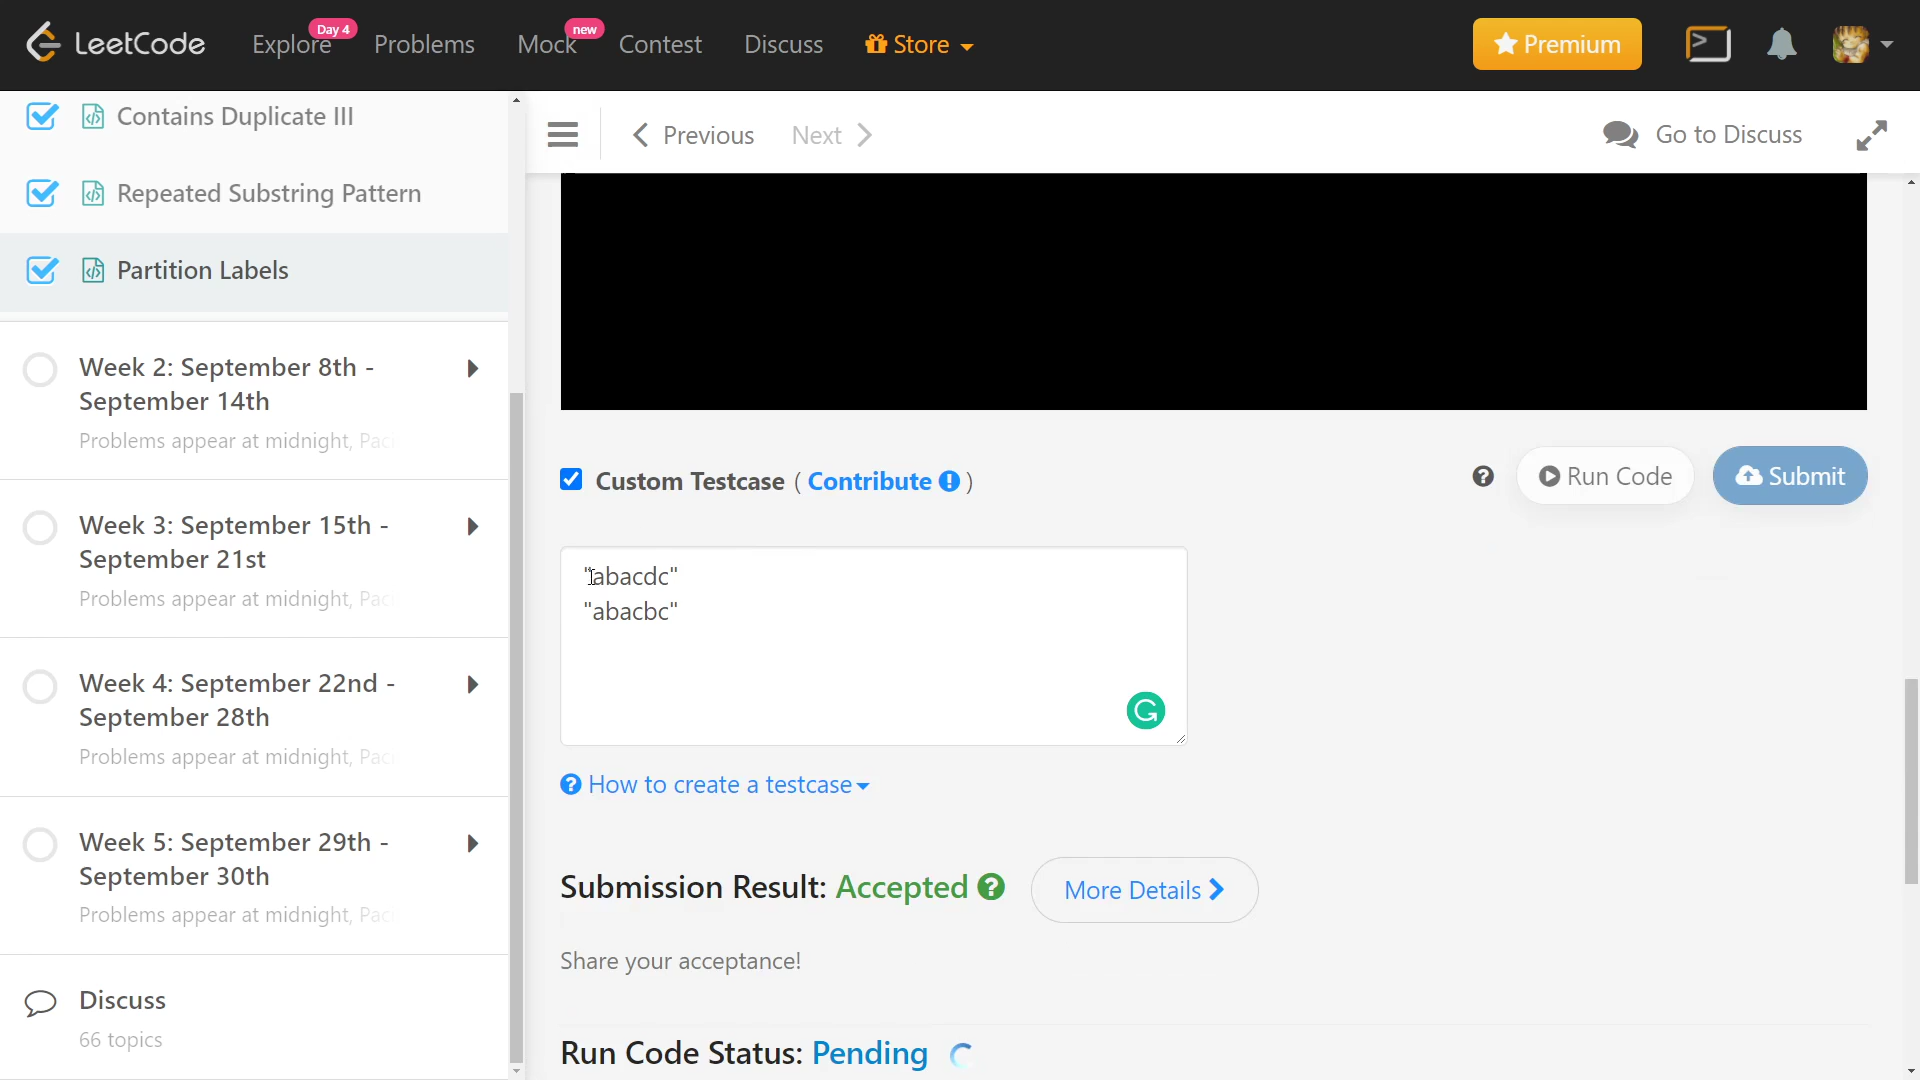 LeetCode
Explore
Day 4
Problems
Mock
new
Contest
Discuss
Store
Premium
Contains Duplicate III
Repeated Substring Pattern
Partition Labels
Week 2: September 8th -
September 14th
Problems appear at midnight,
Week 3: September 15th -
September 21st
Problems appear at midnight,
Week 4: September 22nd -
September 28th
Problems appear at midnight,
Week 5: September 29th -
September 30th
Problems appear at midnight,
Discuss
66 topics
Previous
Next
Go to Discuss
Custom Testcase ( Contribute )
Run Code
Submit
"abacdc"
"abacbc"
How to create a testcase
Submission Result: Accepted
More Details
Share your acceptance!
Run Code Status: Pending